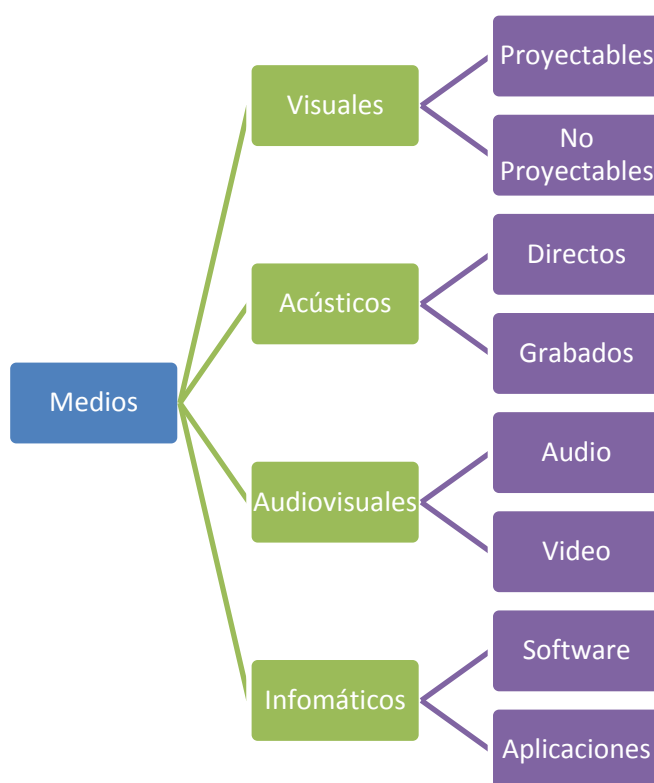 Medios
Visuales
Proyectables
No
Proyectables
Acústicos
Directos
Grabados
Audiovisuales
Audio
Video
Infomáticos
Software
Aplicaciones